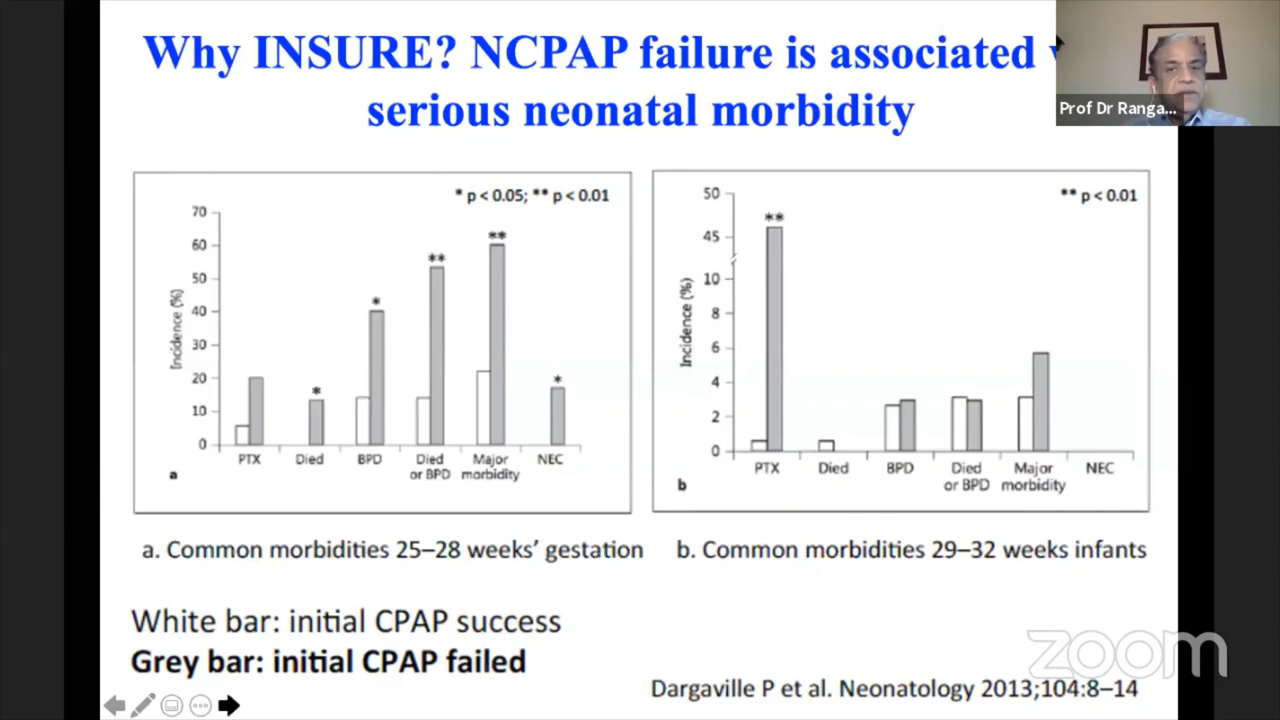 Why INSURE? NCPAP failure is associated
serious neonatal morbidity
Prof Dr Ranga...
* p < 0.05; ** p < 0.01
70
60
50
40
30
20
10
0
Incidence (%)
*
*
**
**
*
PTX
Died
BPD
Died
or BPD
Major
morbidity
NEC
a
** p < 0.01
50
45
10
8
6
4
2
0
Incidence (%)
**
PTX
Died
BPD
Died
or BPD
Major
morbidity
NEC
b
a. Common morbidities 25–28 weeks’ gestation
b. Common morbidities 29–32 weeks infants
White bar: initial CPAP success
Grey bar: initial CPAP failed
zoom
Dargaville P et al. Neonatology 2013;104:8–14